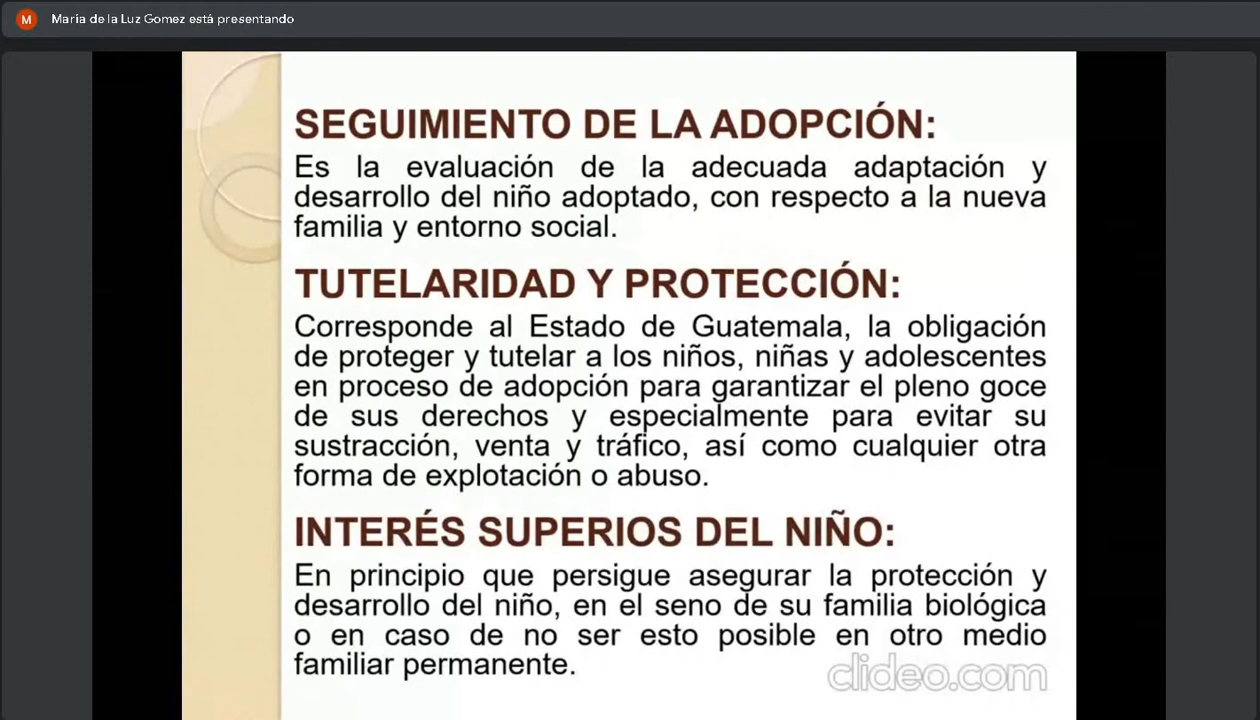 M
Maria de la Luz Gomez está presentando
SEGUIMIENTO DE LA ADOPCIÓN:
Es la evaluación de la adecuada adaptación y
desarrollo del niño adoptado, con respecto a la nueva
familia y entorno social.
TUTELARIDAD Y PROTECCIÓN:
Corresponde al Estado de Guatemala, la obligación
de proteger y tutelar a los niños, niñas y adolescentes
en proceso de adopción para garantizar el pleno goce
de sus derechos y especialmente para evitar su
sustracción, venta y tráfico, así como cualquier otra
forma de explotación o abuso.
INTERÉS SUPERIOS DEL NIÑO:
En principio que persigue asegurar la protección y
desarrollo del niño, en el seno de su familia biológica
o en caso de no ser esto posible en otro medio
familiar permanente.
clideo.com